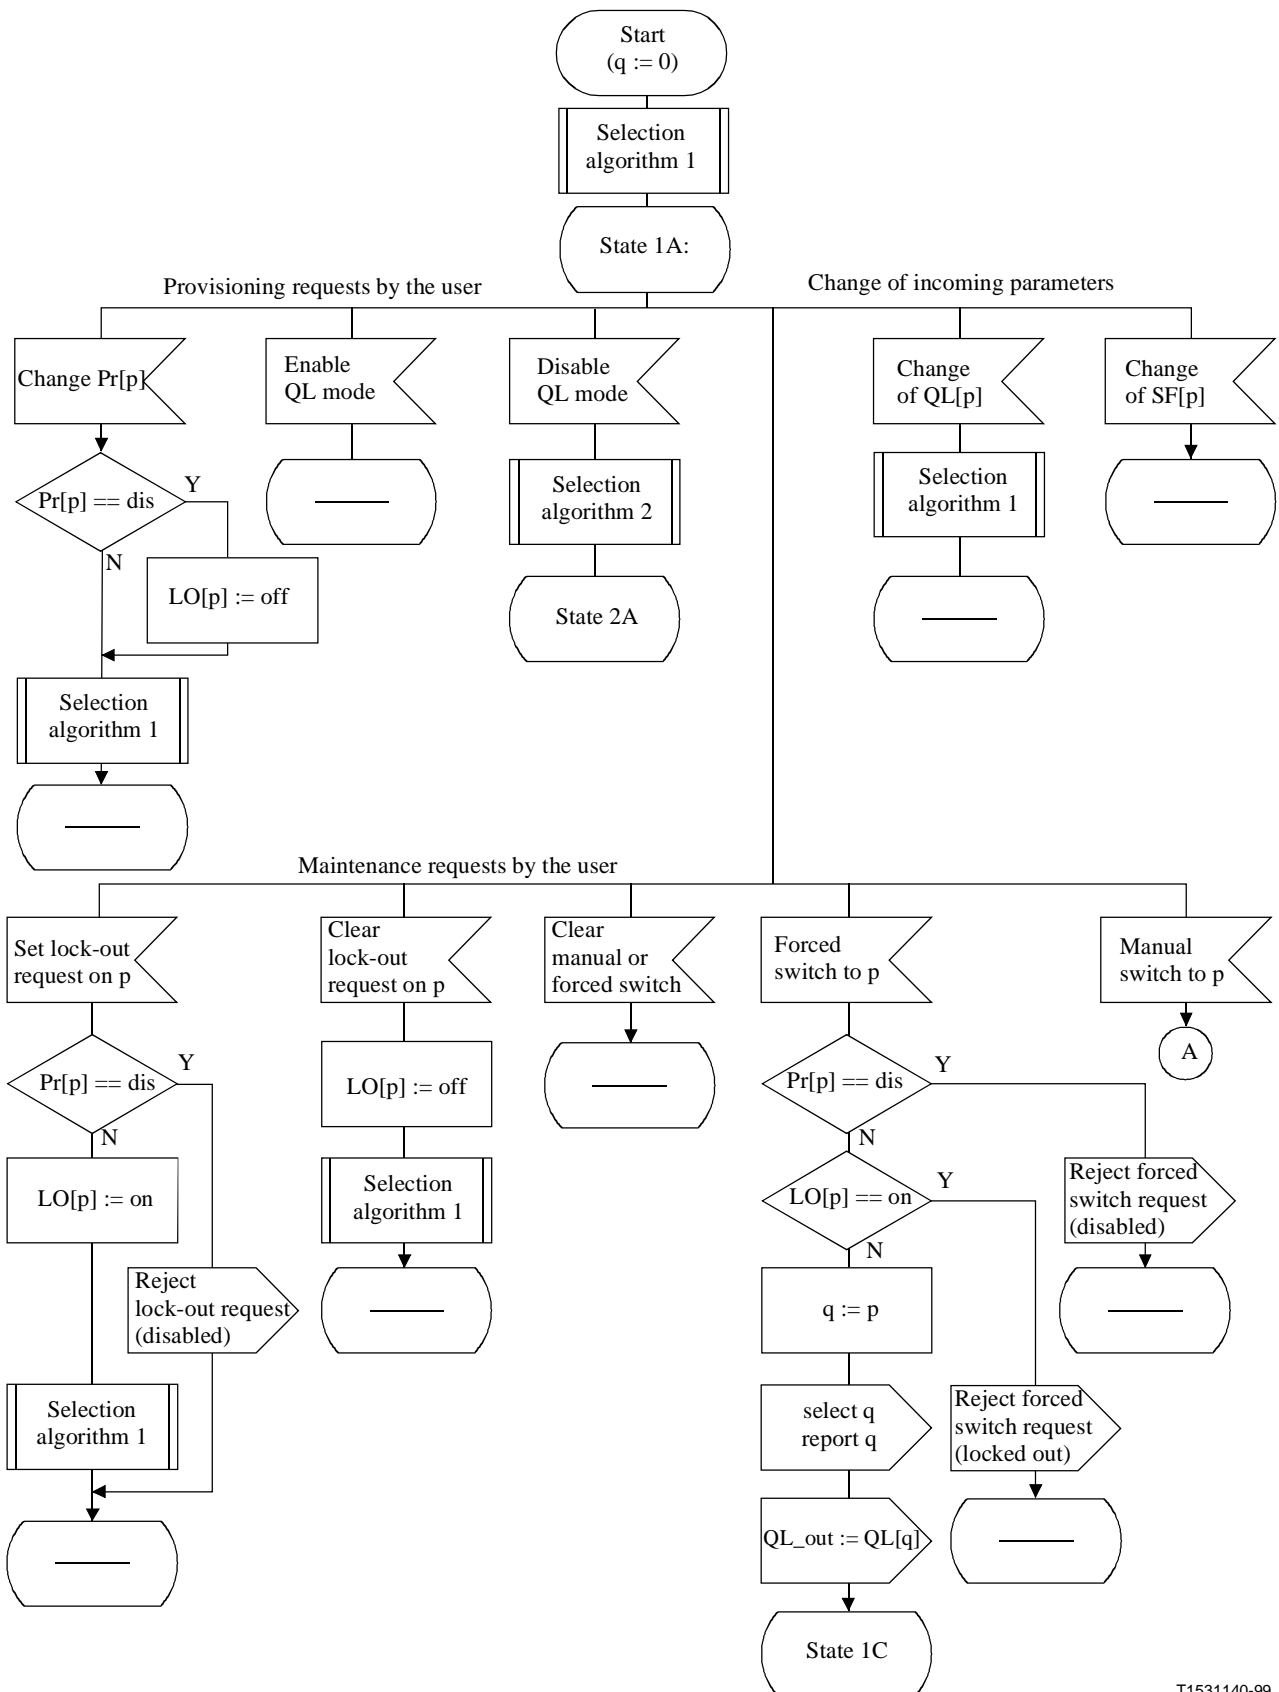 Start
(q := 0)
Selection
algorithm 1
State 1A:
Provisioning requests by the user
Change of incoming parameters
Change Pr[p]
Enable
QL mode
Disable
QL mode
Change
of QL[p]
Change
of SF[p]
Pr[p] == dis
Y
N
LO[p] := off
Selection
algorithm 2
Selection
algorithm 1
State 2A
Selection
algorithm 1
Maintenance requests by the user
Set lock-out
request on p
Clear
lock-out
request on p
Clear
manual or
forced switch
Forced
switch to p
Manual
switch to p
A
Pr[p] == dis
Y
N
LO[p] := off
Pr[p] == dis
Y
N
LO[p] := on
Selection
algorithm 1
LO[p] == on
Y
N
Reject forced
switch request
(disabled)
Reject
lock-out request
(disabled)
q := p
Selection
algorithm 1
select q
report q
Reject forced
switch request
(locked out)
QL_out := QL[q]
State 1C
T1531140-99